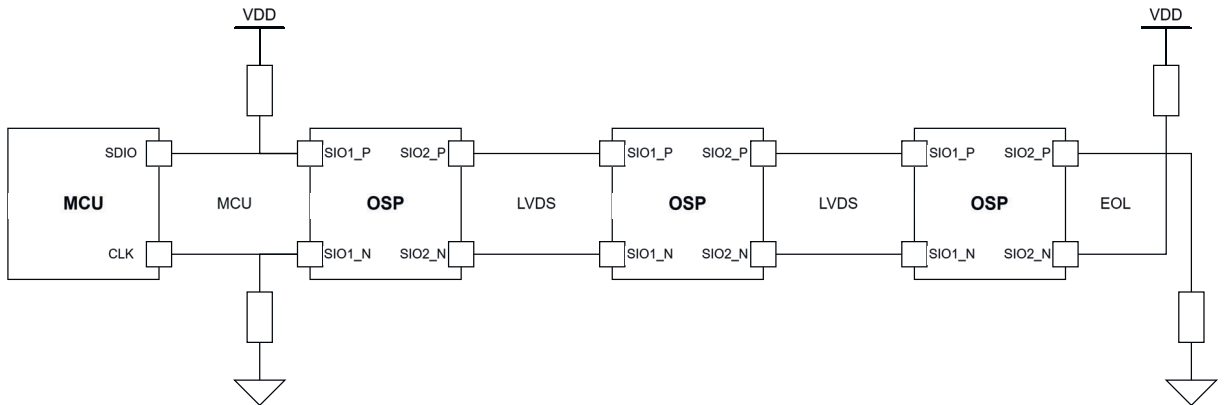 VDD
VDD
SDIO
SIO1_P
SIO2_P
SIO1_P
SIO2_P
SIO1_P
SIO2_P
MCU
MCU
OSP
LVDS
OSP
LVDS
OSP
EOL
CLK
SIO1_N
SIO2_N
SIO1_N
SIO2_N
SIO1_N
SIO2_N